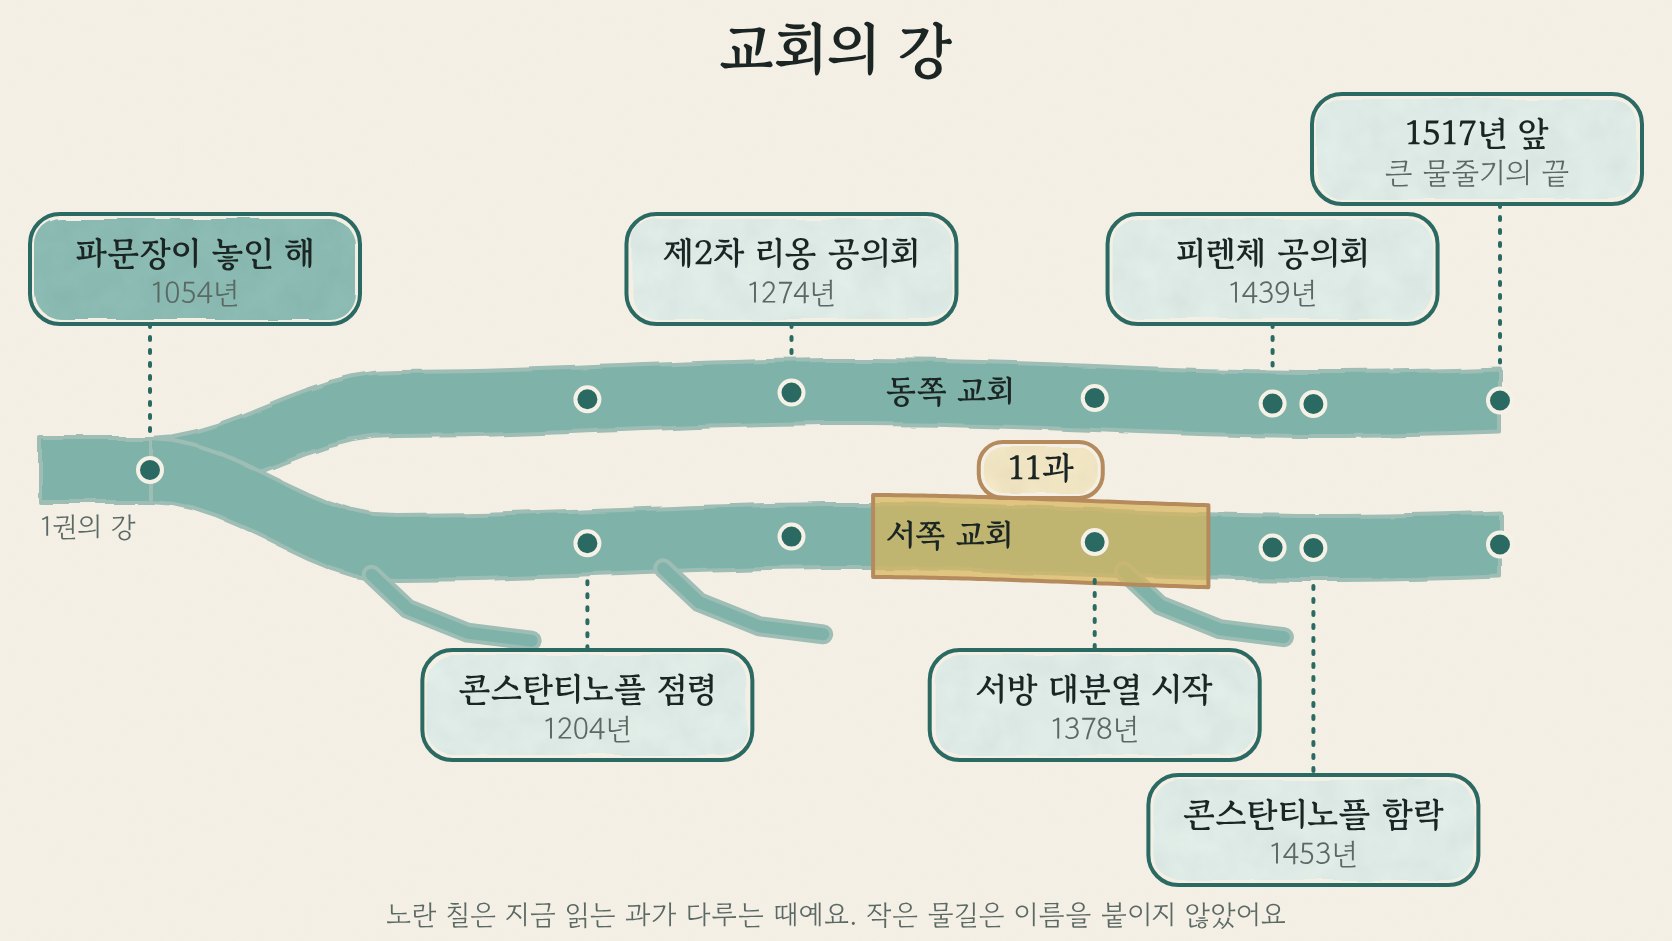 교회의 강
1517년 앞
큰 물줄기의 끝
파문장이 놓인 해
1054년
제2차 리옹 공의회
1274년
피렌체 공의회
1439년
동쪽 교회
11과
서쪽 교회
1권의 강
콘스탄티노플 점령
1204년
서방 대분열 시작
1378년
콘스탄티노플 함락
1453년
노란 칠은 지금 읽는 과가 다루는 때예요. 작은 물길은 이름을 붙이지 않았어요